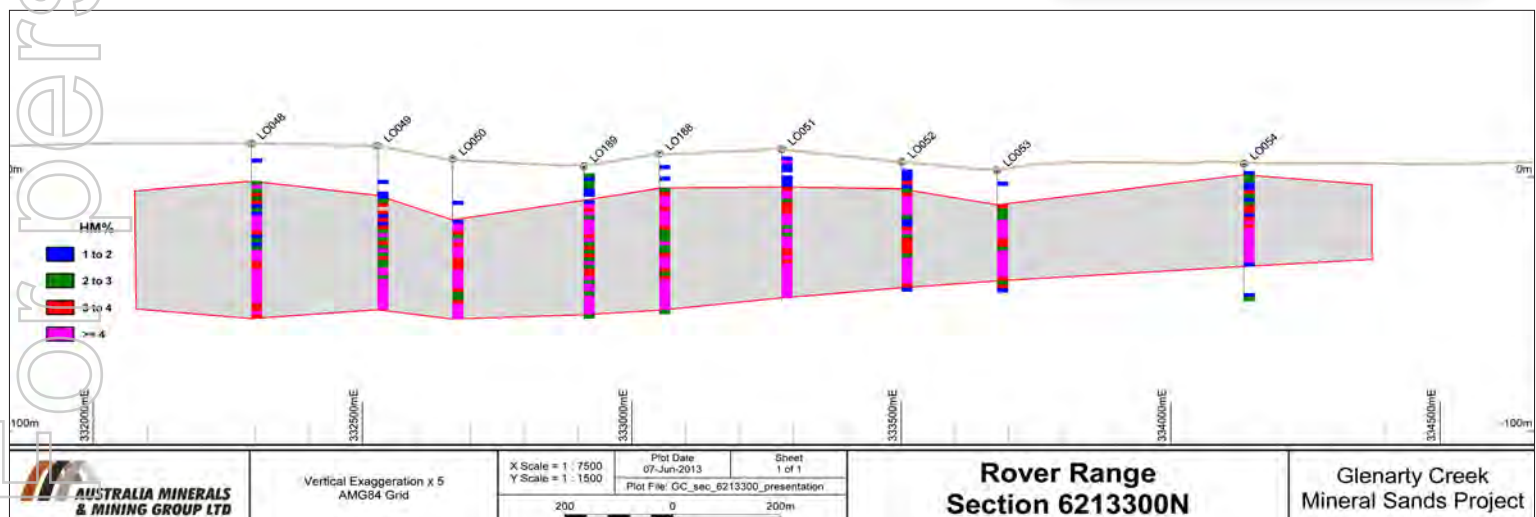 LO048
LO049
LO050
LO189
LO188
LO051
LO052
LO053
LO054
0m
0m
HM%
1 to 2
2 to 3
3 to 4
>= 4
100m
332000mE
332500mE
333000mE
333500mE
334000mE
334500mE
-100m
AUSTRALIA MINERALS
& MINING GROUP LTD
Vertical Exaggeration x 5
AMG84 Grid
X Scale = 1 : 7500
Y Scale = 1 : 1500
Plot Date
07-Jun-2013
Sheet
1 of 1
Plot File: GC_sec_6213300_presentation
200 0 200m
Rover Range
Section 6213300N
Glenarty Creek
Mineral Sands Project
or pers